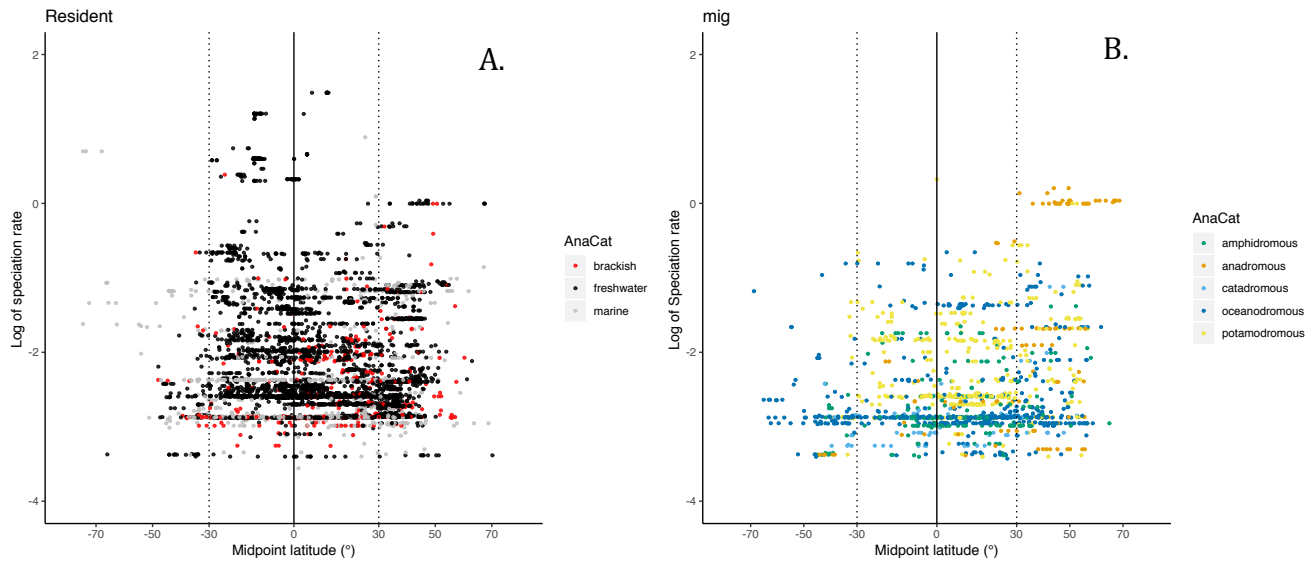 Resident
A.
2
0
-2
-4
Log of speciation rate
-70 -50 -30 0 30 50 70
Midpoint latitude (°)
AnaCat
brackish
freshwater
marine
mig
B.
2
0
-2
-4
Log of Speciation rate
-70 -50 -30 0 30 50 70
Midpoint latitude (°)
AnaCat
amphidromous
anadromous
catadromous
oceanodromous
potamodromous